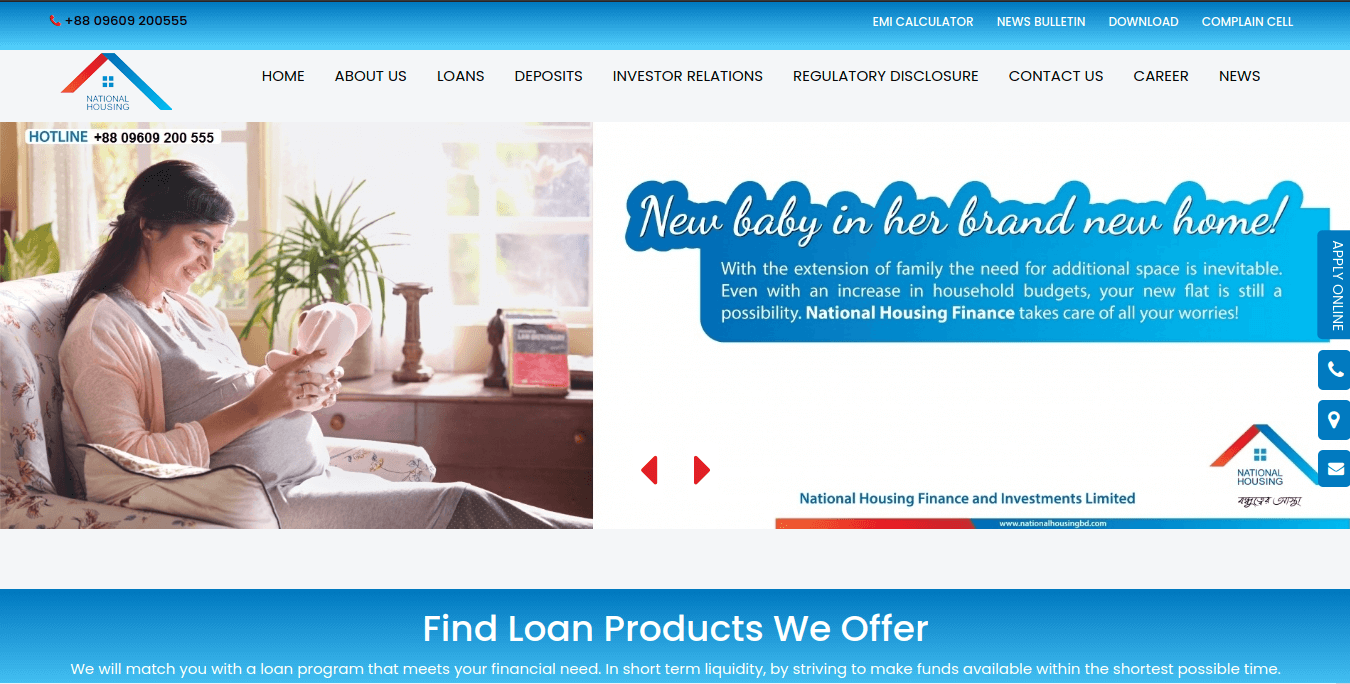 +88 09609 200555
EMI CALCULATOR NEWS BULLETIN DOWNLOAD COMPLAIN CELL
NATIONAL
HOUSING
HOME ABOUT US LOANS DEPOSITS INVESTOR RELATIONS REGULATORY DISCLOSURE CONTACT US CAREER NEWS
HOTLINE +88 09609 200 555
New baby in her brand new home!
With the extension of family the need for additional space is inevitable.
Even with an increase in household budgets, your new flat is still a
possibility. National Housing Finance takes care of all your worries!
APPLY ONLINE
LAW DICTIONARY
NATIONAL
HOUSING
বন্ধুত্বের আস্থা
National Housing Finance and Investments Limited
www.nationalhousingbd.com
Find Loan Products We Offer
We will match you with a loan program that meets your financial need. In short term liquidity, by striving to make funds available within the shortest possible time.